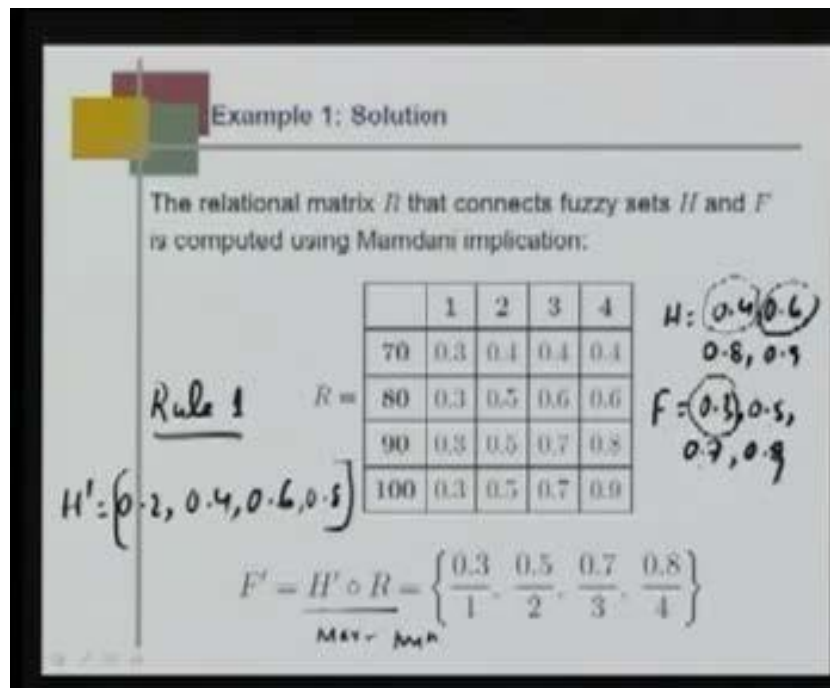 Example 1: Solution
The relational matrix R that connects fuzzy sets H and F
is computed using Mamdani implication:
1 2 3 4
70 0.3 0.4 0.4 0.4
80 0.3 0.5 0.6 0.6
90 0.3 0.5 0.7 0.8
100 0.3 0.5 0.7 0.9
R =
Rule 1
H: 0.4, 0.6
0.8, 0.9
F = 0.3, 0.5,
0.7, 0.9
H' = [0.2, 0.4, 0.6, 0.8]
F' = H' ∘ R = { 0.3/1, 0.5/2, 0.7/3, 0.8/4 }
Max- Min